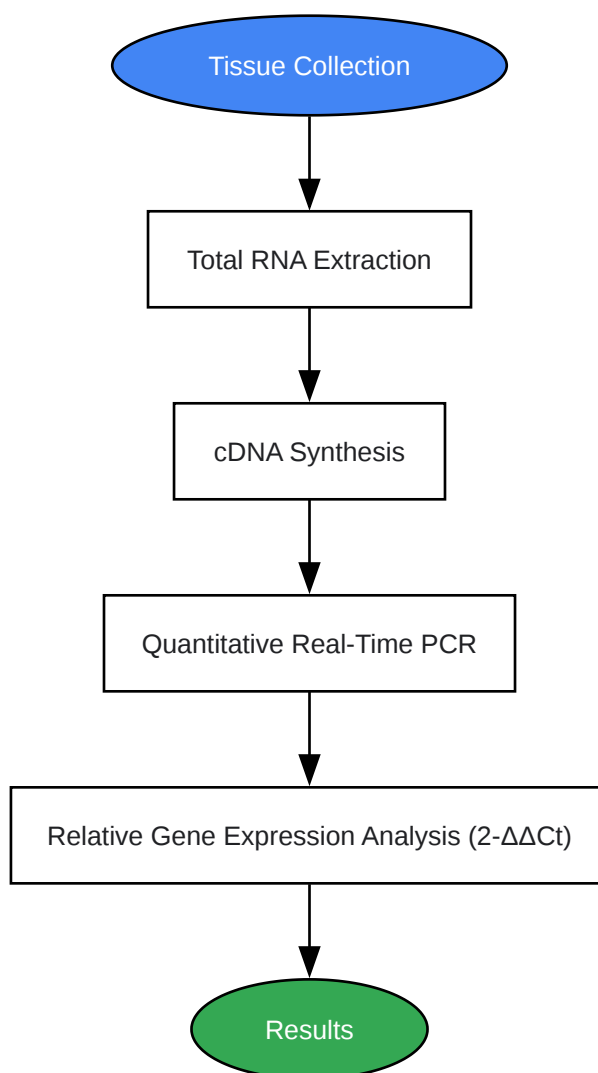 Tissue Collection
Total RNA Extraction
cDNA Synthesis
Quantitative Real-Time PCR
Relative Gene Expression Analysis (2-ΔΔCt)
Results